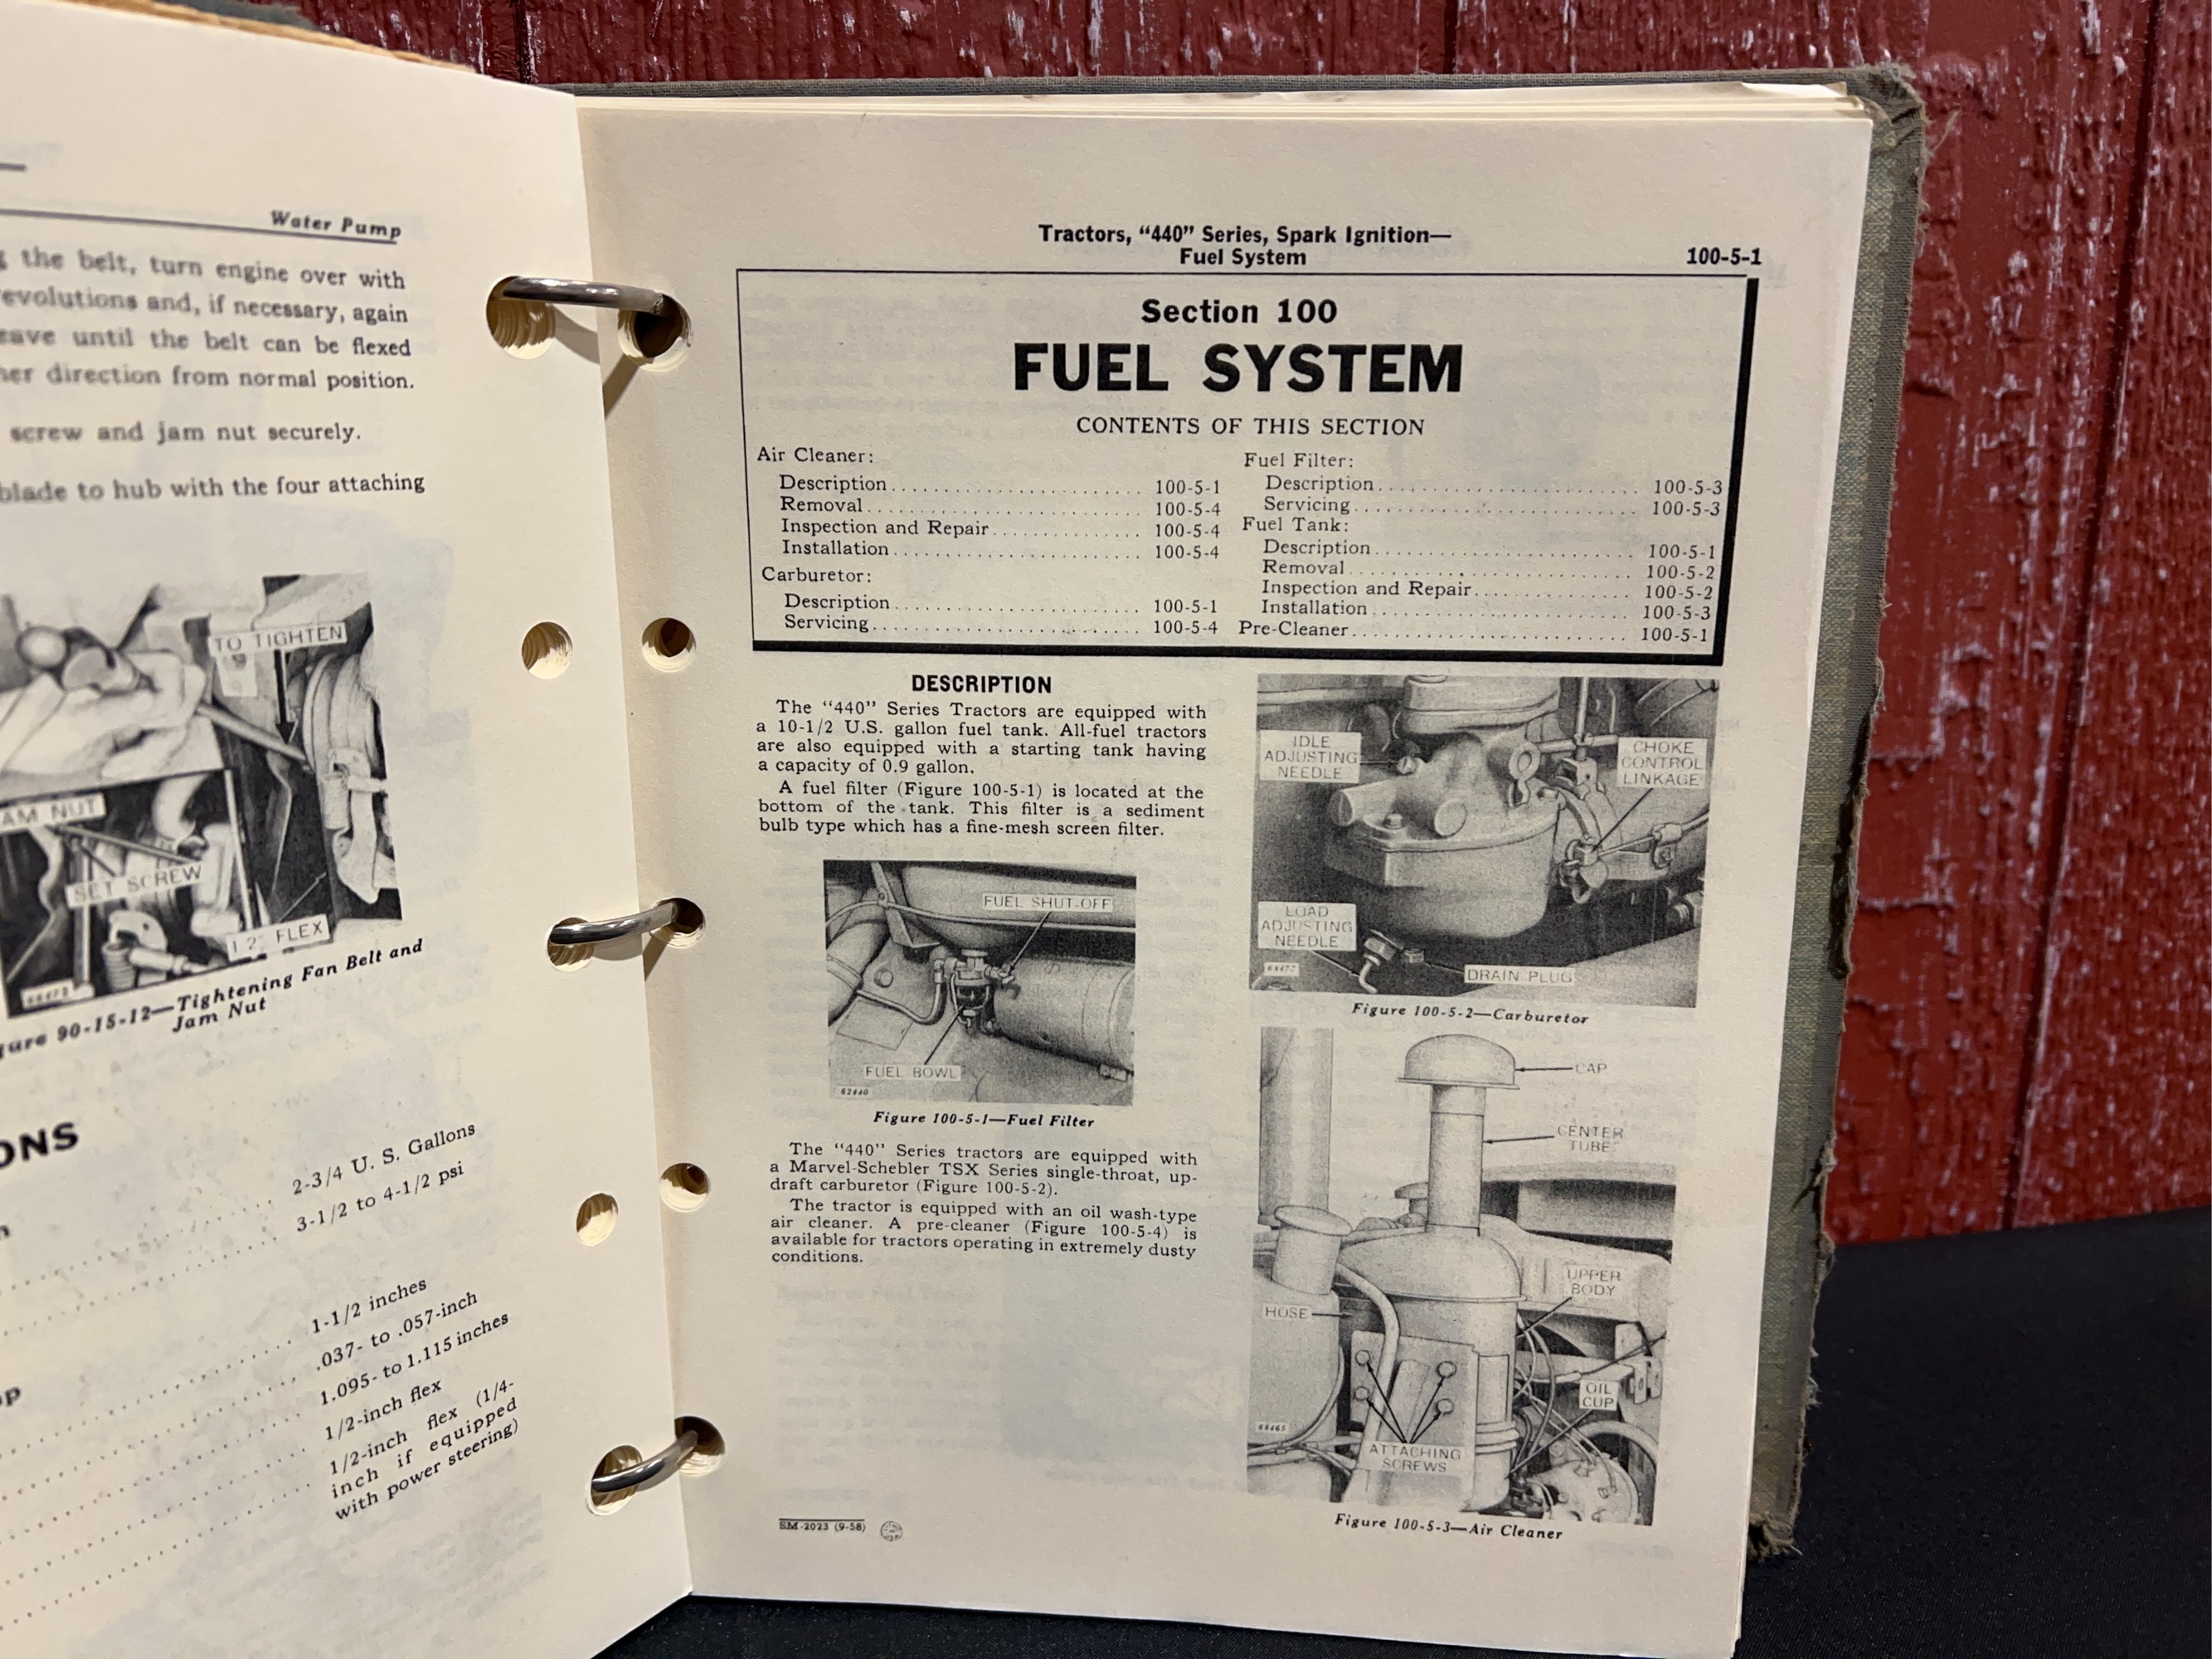 Water Pump
the belt, turn engine over with
evolutions and, if necessary, again
eave until the belt can be flexed
her direction from normal position.
screw and jam nut securely.
blade to hub with the four attaching
TO TIGHTEN
AM NUT
SET SCREW
1 2" FLEX
gure 90-15-12—Tightening Fan Belt and
Jam Nut
ONS
2-3/4 U. S. Gallons
3-1/2 to 4-1/2 psi
1-1/2 inches
.037- to .057-inch
1.095- to 1.115 inches
1/2-inch flex
1/2-inch flex (1/4-
inch if equipped
with power steering)
Tractors, "440" Series, Spark Ignition—
Fuel System
100-5-1
Section 100
FUEL SYSTEM
CONTENTS OF THIS SECTION
Air Cleaner:
Description 100-5-1
Removal 100-5-4
Inspection and Repair 100-5-4
Installation 100-5-4
Carburetor:
Description 100-5-1
Servicing 100-5-4
Fuel Filter:
Description 100-5-3
Servicing 100-5-3
Fuel Tank:
Description 100-5-1
Removal 100-5-2
Inspection and Repair 100-5-2
Installation 100-5-3
Pre-Cleaner 100-5-1
DESCRIPTION
The "440" Series Tractors are equipped with
a 10-1/2 U.S. gallon fuel tank. All-fuel tractors
are also equipped with a starting tank having
a capacity of 0.9 gallon.
A fuel filter (Figure 100-5-1) is located at the
bottom of the tank. This filter is a sediment
bulb type which has a fine-mesh screen filter.
FUEL SHUT-OFF
FUEL BOWL
62440
Figure 100-5-1—Fuel Filter
The "440" Series tractors are equipped with
a Marvel-Schebler TSX Series single-throat, up-
draft carburetor (Figure 100-5-2).
The tractor is equipped with an oil wash-type
air cleaner. A pre-cleaner (Figure 100-5-4) is
available for tractors operating in extremely dusty
conditions.
SM-2023 (9-58)
IDLE
ADJUSTING
NEEDLE
CHOKE
CONTROL
LINKAGE
LOAD
ADJUSTING
NEEDLE
DRAIN PLUG
Figure 100-5-2—Carburetor
CAP
CENTER
TUBE
UPPER
BODY
HOSE
OIL
CUP
ATTACHING
SCREWS
Figure 100-5-3—Air Cleaner